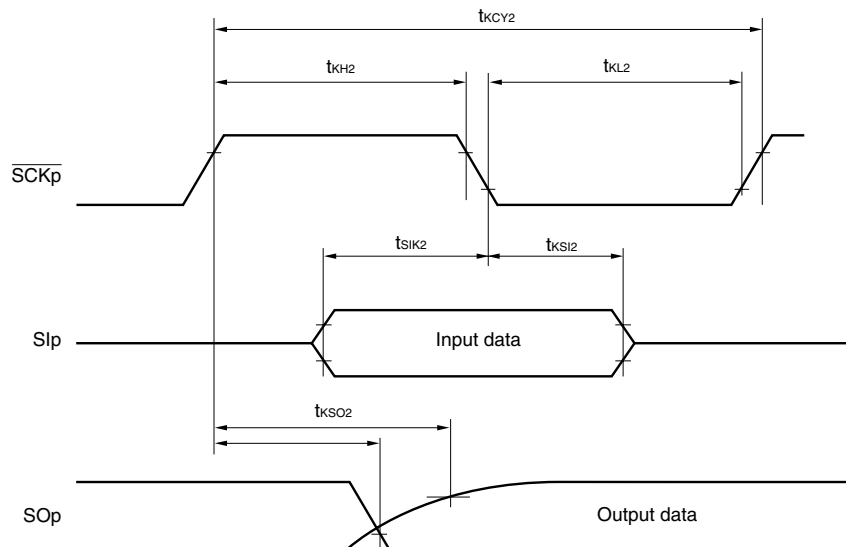 tKCY2
tKH2
tKL2
SCKp
tSIK2
tKSI2
SIp
Input data
tKSO2
SOp
Output data